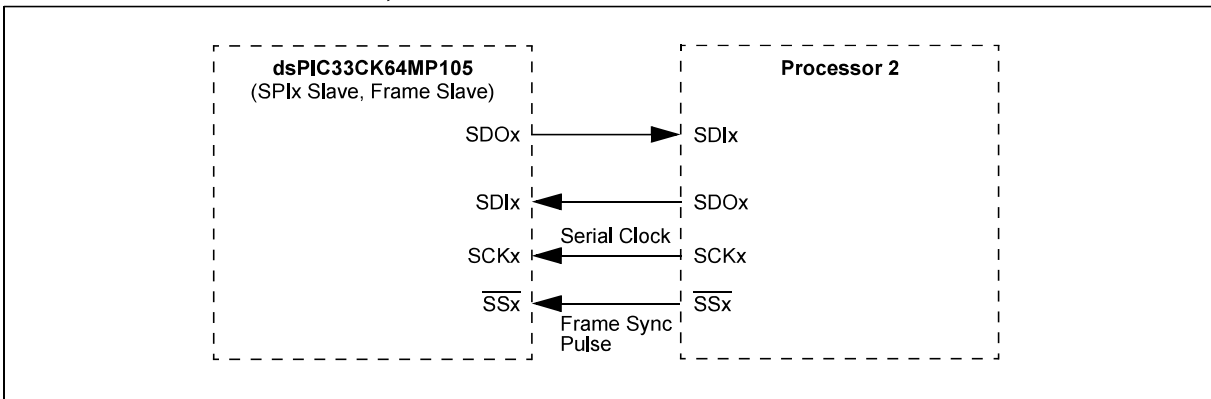 dsPIC33CK64MP105
(SPIx Slave, Frame Slave)
Processor 2
SDOx
SDIx
SDIx
SDOx
Serial Clock
SCKx
SCKx
SSx
SSx
Frame Sync
Pulse